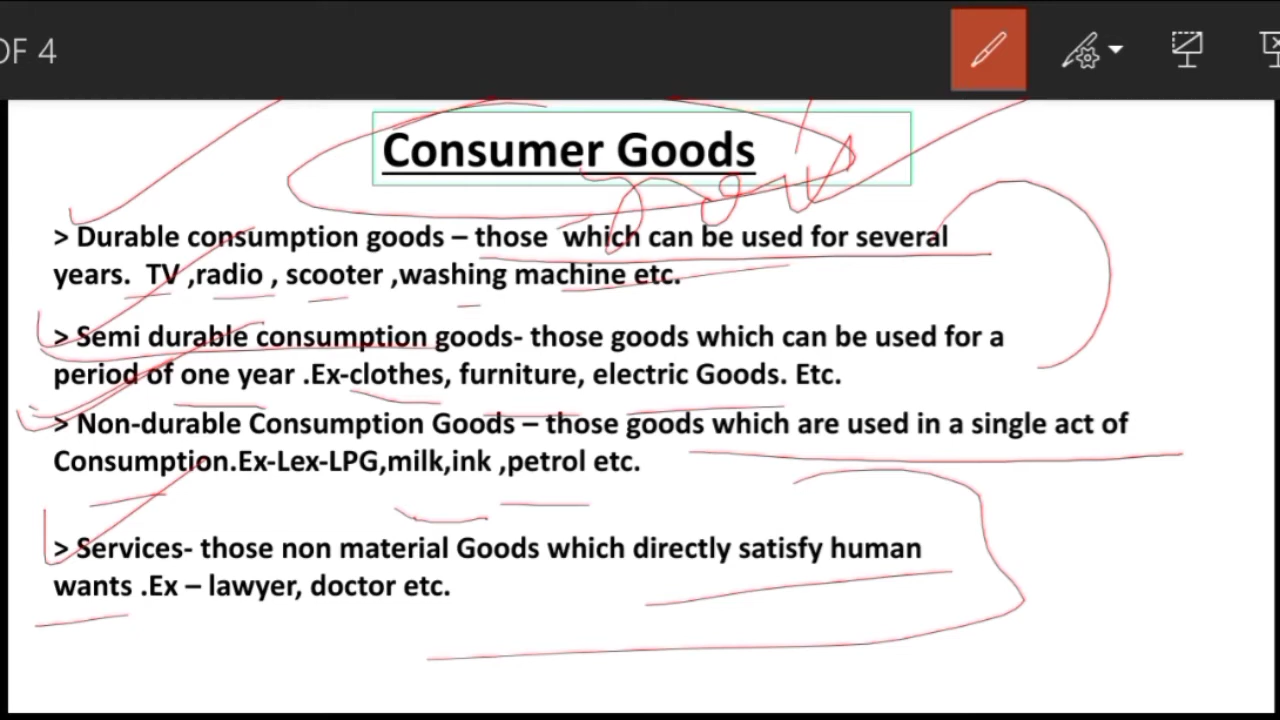 OF 4
Consumer Goods
> Durable consumption goods – those which can be used for several
years. TV ,radio , scooter ,washing machine etc.
> Semi durable consumption goods- those goods which can be used for a
period of one year .Ex-clothes, furniture, electric Goods. Etc.
> Non-durable Consumption Goods – those goods which are used in a single act of
Consumption.Ex-Lex-LPG,milk,ink ,petrol etc.
> Services- those non material Goods which directly satisfy human
wants .Ex – lawyer, doctor etc.